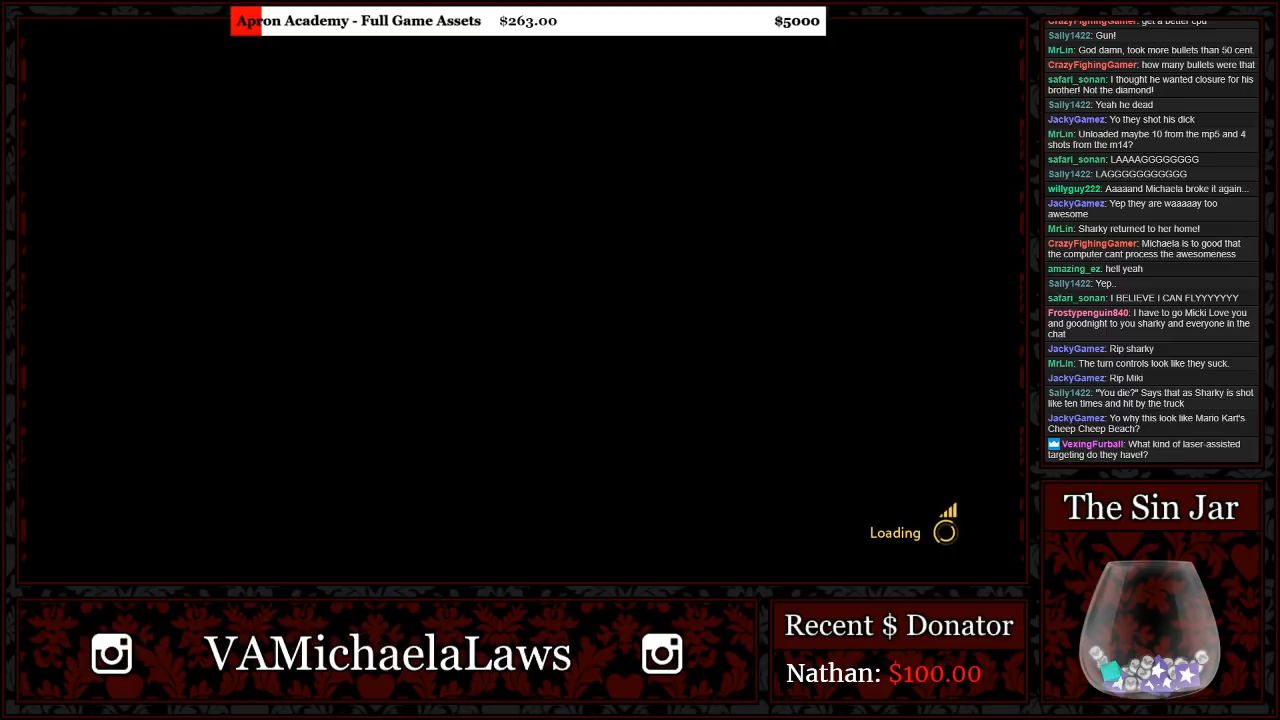 Apron Academy - Full Game Assets $263.00 $5000
CrazyFighingGamer: get a better cpu
Sally1422: Gun!
MrLin: God damn, took more bullets than 50 cent.
CrazyFighingGamer: how many bullets were that
safari_sonan: I thought he wanted closure for his
brother! Not the diamond!
Sally1422: Yeah he dead
JackyGamez: Yo they shot his dick
MrLin: Unloaded maybe 10 from the mp5 and 4
shots from the m14?
safari_sonan: LAAAAGGGGGGGG
Sally1422: LAGGGGGGGGGGG
willyguy222: Aaaaand Michaela broke it again...
JackyGamez: Yep they are waaaaay too
awesome
MrLin: Sharky returned to her home!
CrazyFighingGamer: Michaela is to good that
the computer cant process the awesomeness
amazing_ez: hell yeah
Sally1422: Yep..
safari_sonan: I BELIEVE I CAN FLYYYYYY
Frostypenguin840: I have to go Micki Love you
and goodnight to you sharky and everyone in the
chat
JackyGamez: Rip sharky
MrLin: The turn controls look like they suck.
JackyGamez: Rip Miki
Sally1422: "You die?" Says that as Sharky is shot
like ten times and hit by the truck
JackyGamez: Yo why this look like Mario Kart's
Cheep Cheep Beach?
VexingFurball: What kind of laser-assisted
targeting do they have!?
Loading
The Sin Jar
VAMichaelaLaws
Recent $ Donator
Nathan: $100.00